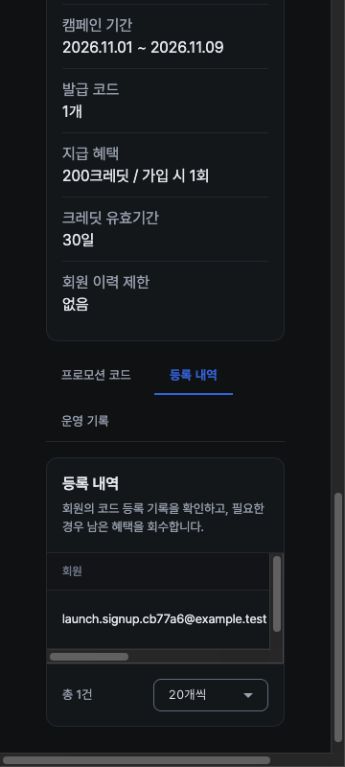 캠페인 기간
2026.11.01 ~ 2026.11.09
발급 코드
1개
지급 혜택
200크레딧 / 가입 시 1회
크레딧 유효기간
30일
회원 이력 제한
없음
프로모션 코드
등록 내역
운영 기록
등록 내역
회원의 코드 등록 기록을 확인하고, 필요한
경우 남은 혜택을 회수합니다.
회원
launch.signup.cb77a6@example.test
총 1건
20개씩